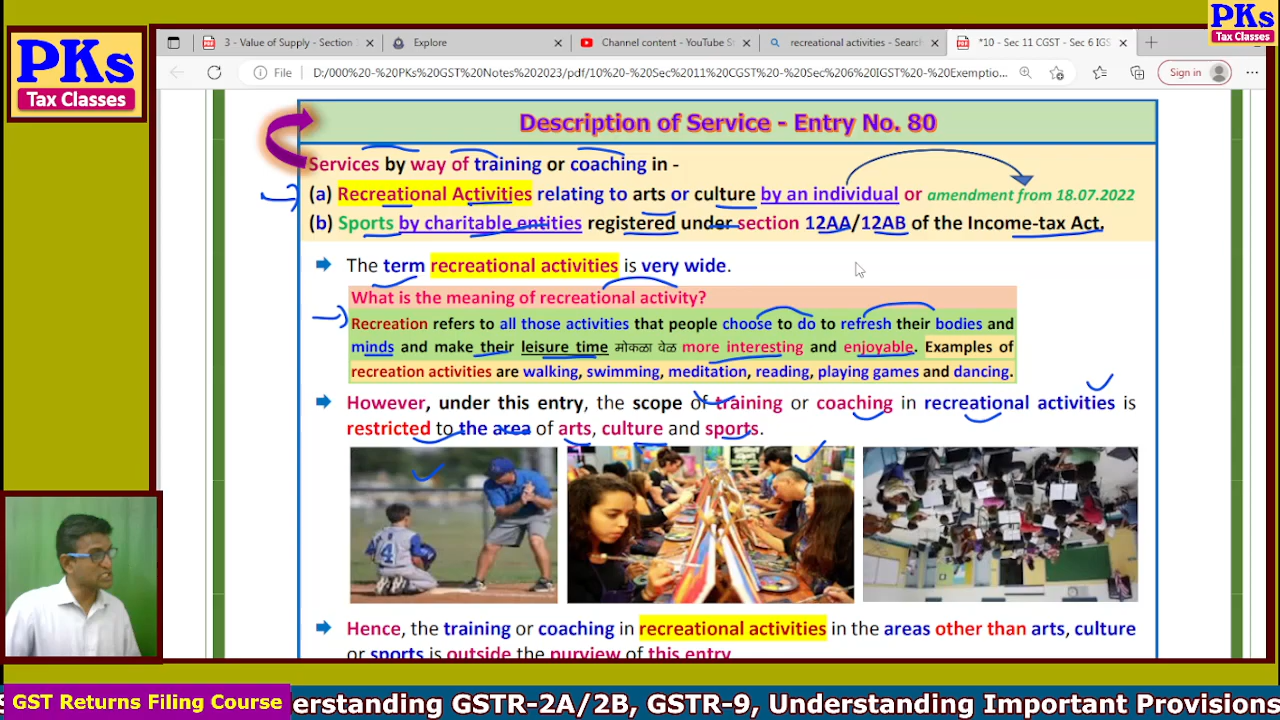 PKs
Tax Classes
PKs
Tax Classes
3 - Value of Supply - Section
Explore
Channel content - YouTube S
recreational activities - Search
*10 - Sec 11 CGST - Sec 6 IGS
File
D:/000%20-%20PKs%20GST%20Notes%202023/pdf/10%20-%20Sec%2011%20CGST%20-%20Sec%206%20IGST%20-%20Exemptio...
Sign in
Description of Service - Entry No. 80
Services by way of training or coaching in -
(a) Recreational Activities relating to arts or culture by an individual or amendment from 18.07.2022
(b) Sports by charitable entities registered under section 12AA/12AB of the Income-tax Act.
The term recreational activities is very wide.
What is the meaning of recreational activity?
Recreation refers to all those activities that people choose to do to refresh their bodies and
minds and make their leisure time मोकळा वेळ more interesting and enjoyable. Examples of
recreation activities are walking, swimming, meditation, reading, playing games and dancing.
However, under this entry, the scope of training or coaching in recreational activities is
restricted to the area of arts, culture and sports.
4
Hence, the training or coaching in recreational activities in the areas other than arts, culture
or sports is outside the purview of this entry.
GST Returns Filing Course
erstanding GSTR-2A/2B, GSTR-9, Understanding Important Provisions